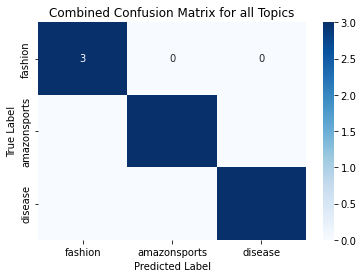 Combined Confusion Matrix for all Topics
fashion
amazonsports
disease
True Label
3 0 0
fashion amazonsports disease
Predicted Label
3.0
2.5
2.0
1.5
1.0
0.5
0.0